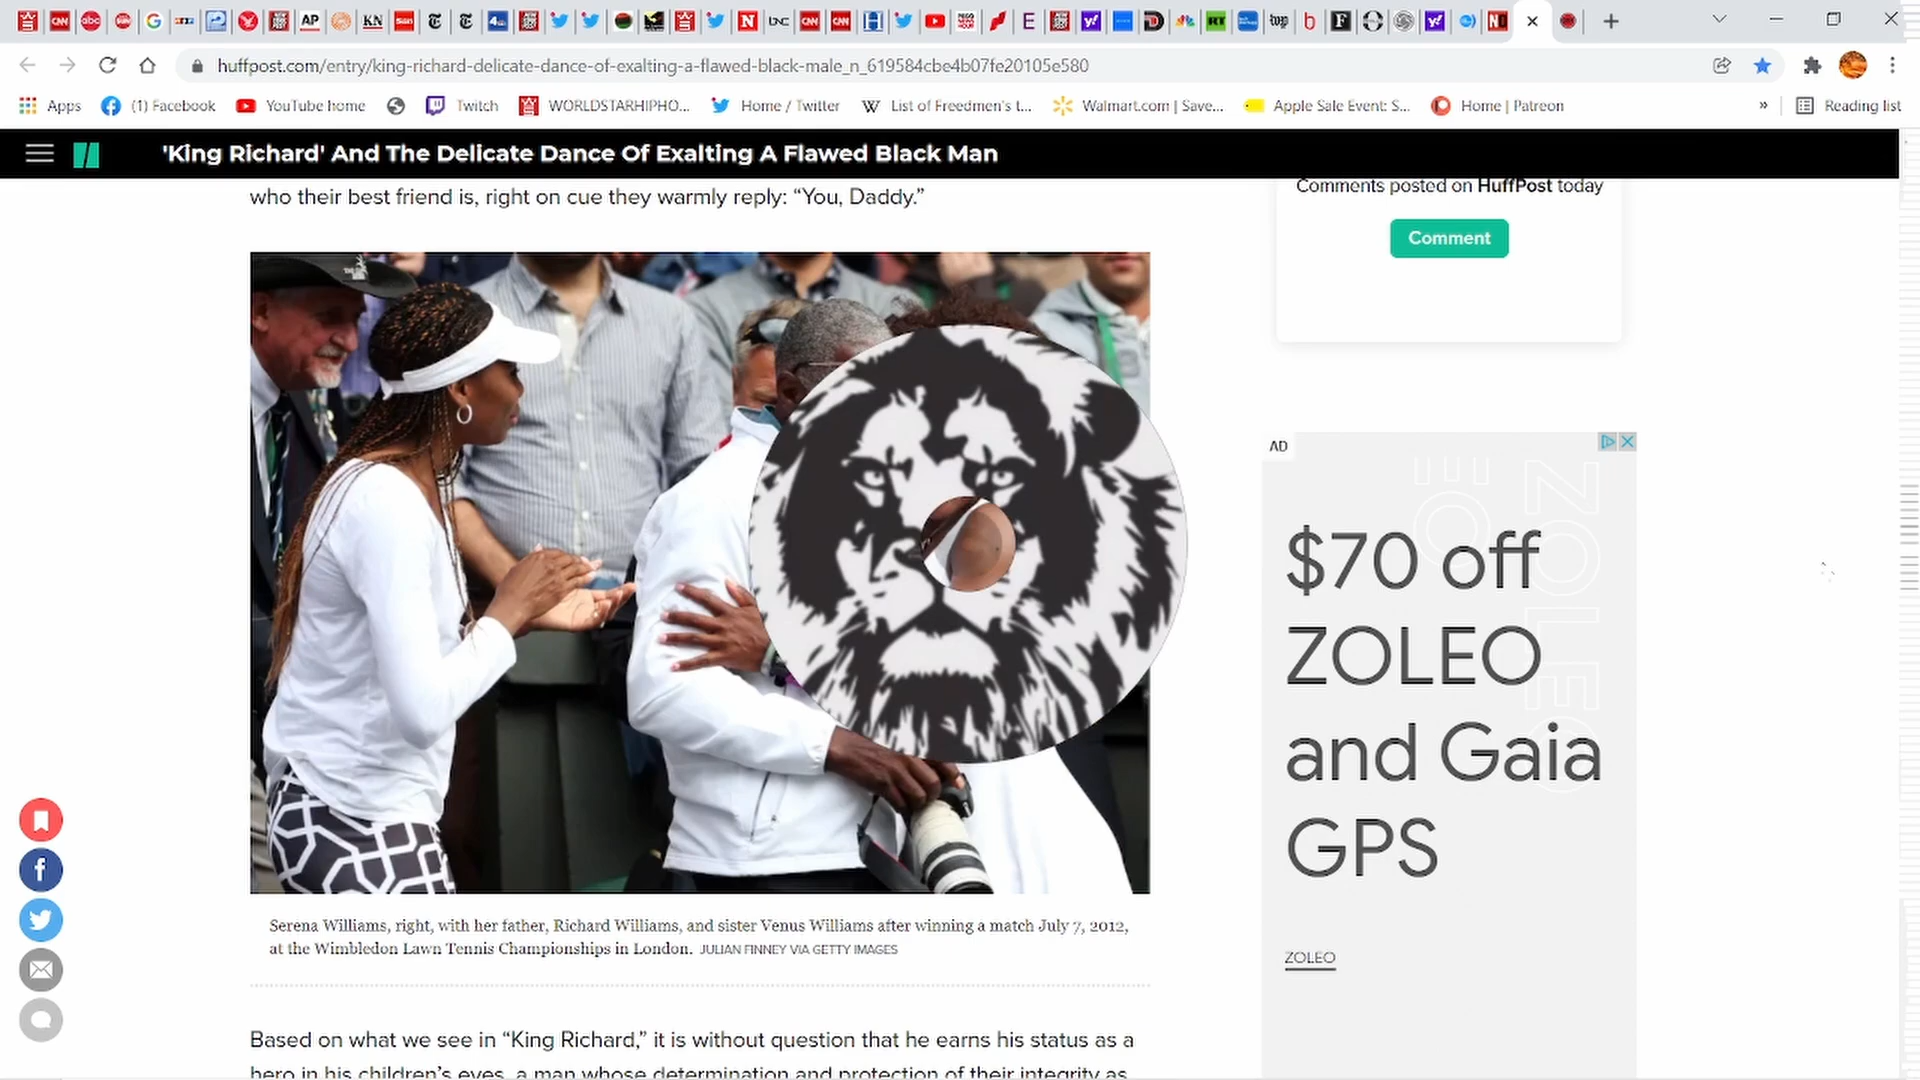 huffpost.com/entry/king-richard-delicate-dance-of-exalting-a-flawed-black-male_n_619584cbe4b07fe20105e580
Apps
(1) Facebook
YouTube home
Twitch
WORLDSTARHIPHO...
Home / Twitter
List of Freedmen's t...
Walmart.com | Save...
Apple Sale Event: S...
Home | Patreon
»
Reading list
'King Richard' And The Delicate Dance Of Exalting A Flawed Black Man
who their best friend is, right on cue they warmly reply: “You, Daddy.”
Comments posted on HuffPost today
Comment
AD
$70 off
ZOLEO
and Gaia
GPS
ZOLEO
Serena Williams, right, with her father, Richard Williams, and sister Venus Williams after winning a match July 7, 2012,
at the Wimbledon Lawn Tennis Championships in London. JULIAN FINNEY VIA GETTY IMAGES
Based on what we see in “King Richard,” it is without question that he earns his status as a
hero in his children’s eyes, a man whose determination and protection of their integrity as